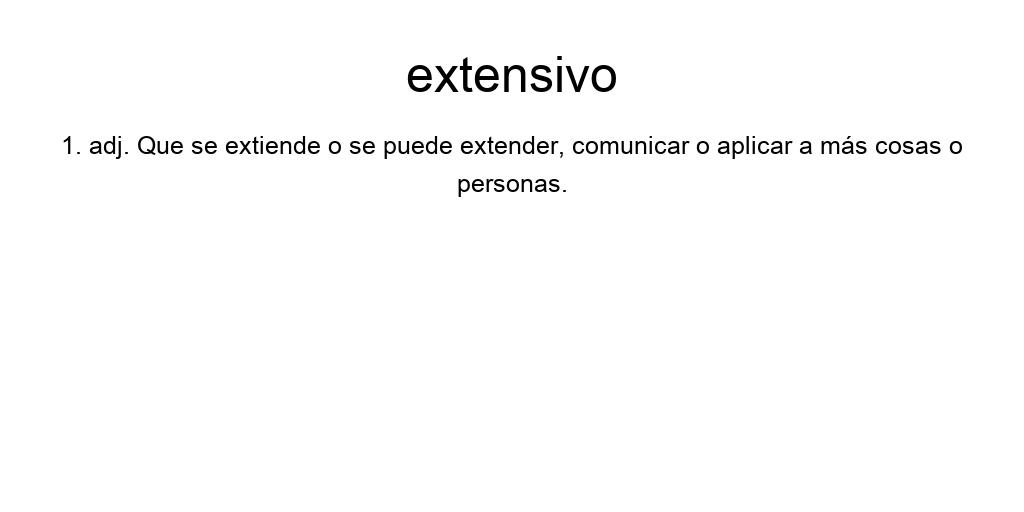 extensivo
1. adj. Que se extiende o se puede extender, comunicar o aplicar a más cosas o
personas.